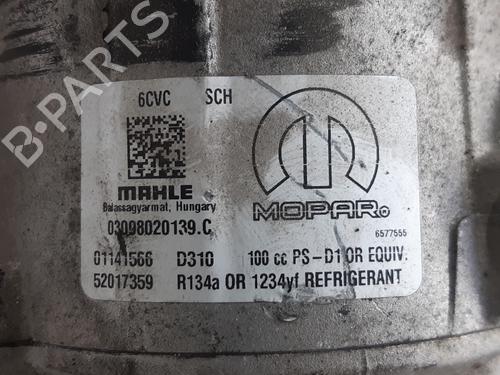 6CVC SCH
MAHLE
Balassagyarmat, Hungary
MOPAR®
03098020139.C
6577555
01141566 D310 100 cc PS-D1 OR EQUIV.
52017359 R134a OR 1234yf REFRIGERANT
B-PARTS